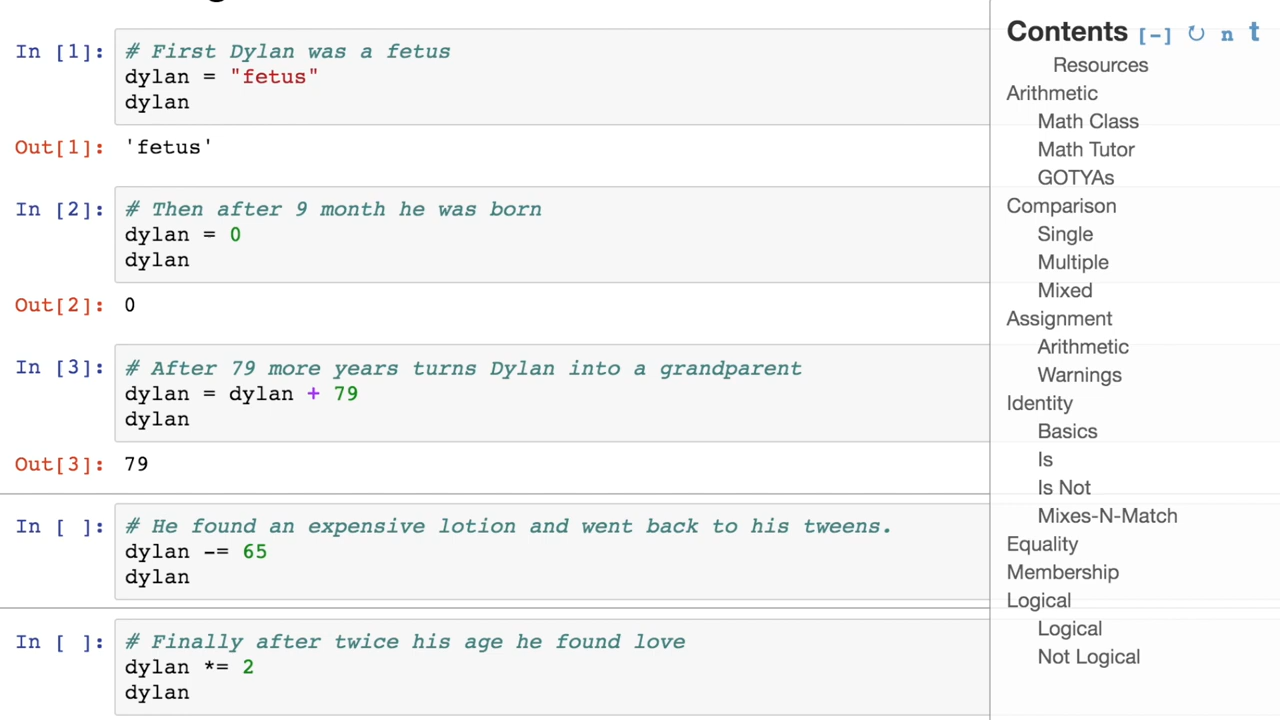 In [1]: # First Dylan was a fetus
dylan = "fetus"
dylan
Out[1]: 'fetus'
In [2]: # Then after 9 month he was born
dylan = 0
dylan
Out[2]: 0
In [3]: # After 79 more years turns Dylan into a grandparent
dylan = dylan + 79
dylan
Out[3]: 79
In [ ]: # He found an expensive lotion and went back to his tweens.
dylan -= 65
dylan
In [ ]: # Finally after twice his age he found love
dylan *= 2
dylan
Contents [-] ↻ n t
Resources
Arithmetic
Math Class
Math Tutor
GOTYAs
Comparison
Single
Multiple
Mixed
Assignment
Arithmetic
Warnings
Identity
Basics
Is
Is Not
Mixes-N-Match
Equality
Membership
Logical
Logical
Not Logical